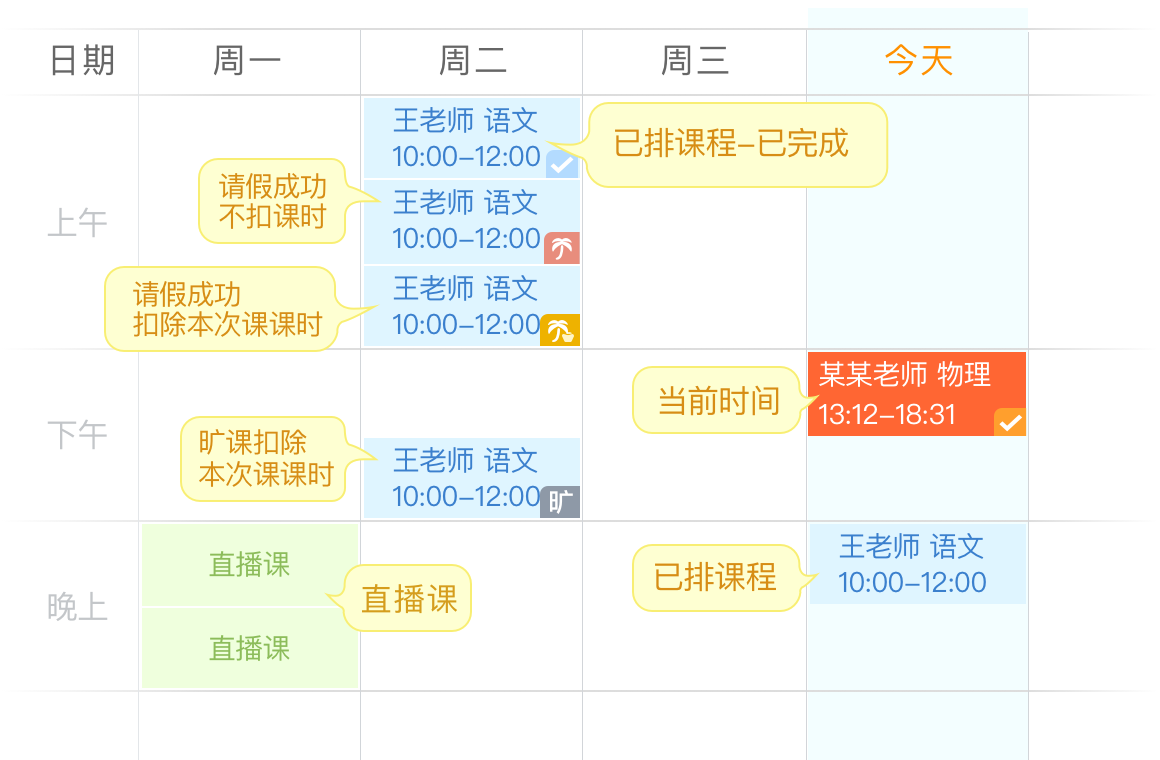 日期
周一
周二
周三
今天
上午
王老师 语文
10:00–12:00
已排课程–已完成
请假成功
不扣课时
王老师 语文
10:00–12:00
请假成功
扣除本次课课时
王老师 语文
10:00–12:00
下午
当前时间
某某老师 物理
13:12–18:31
旷课扣除
本次课课时
王老师 语文
10:00–12:00
旷
晚上
直播课
直播课
直播课
已排课程
王老师 语文
10:00–12:00